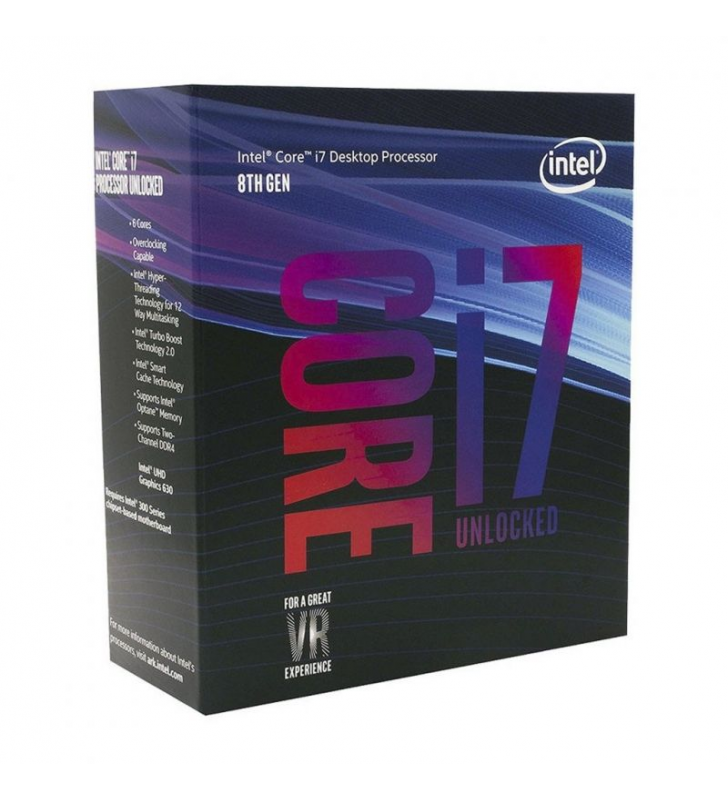 INTEL® CORE™ i7
PROCESSOR UNLOCKED
• 6 Cores
• Overclocking
Capable
• Intel® Hyper-
Threading
Technology for 12
Way Multitasking
• Intel® Turbo Boost
Technology 2.0
• Intel® Smart
Cache Technology
• Supports Intel®
Optane™ Memory
• Supports Two-
Channel DDR4
Intel® UHD
Graphics 630
Requires Intel® 300 Series
chipset-based motherboard
For more information about Intel's
processors, visit ark.intel.com
Intel® Core™ i7 Desktop Processor
8TH GEN
intel®
CORE
i7
UNLOCKED
FOR A GREAT
VR
EXPERIENCE